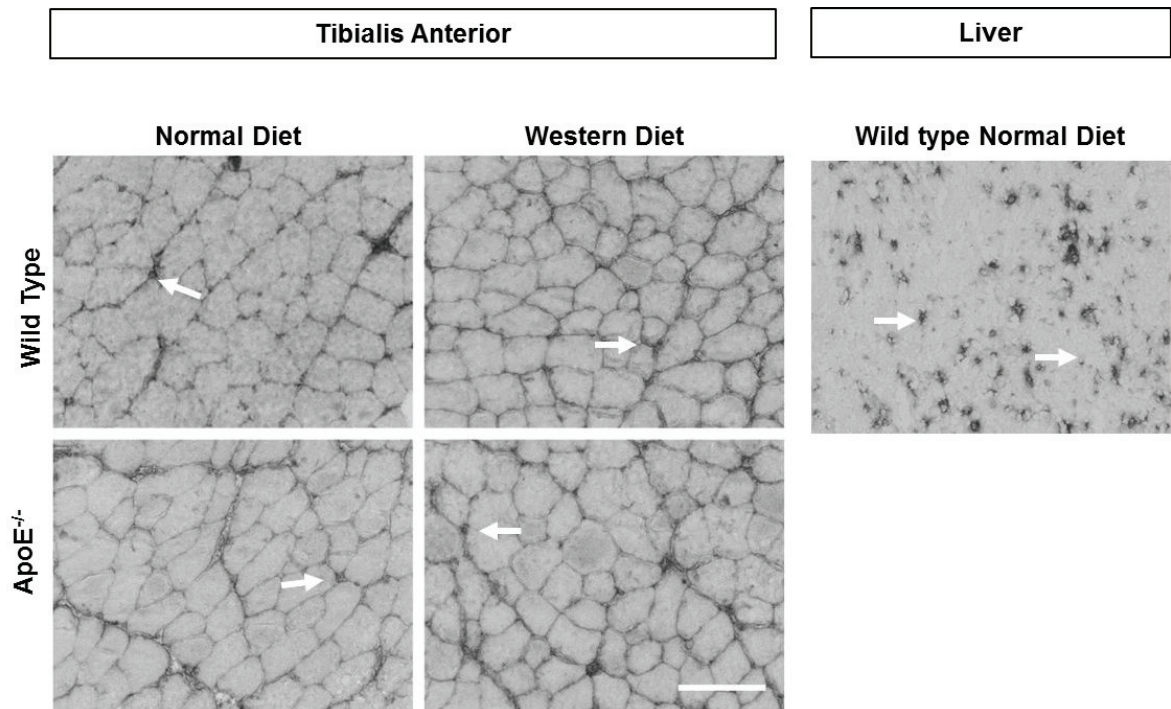 Tibialis Anterior
Liver
Normal Diet
Western Diet
Wild type Normal Diet
Wild Type
ApoE-/-